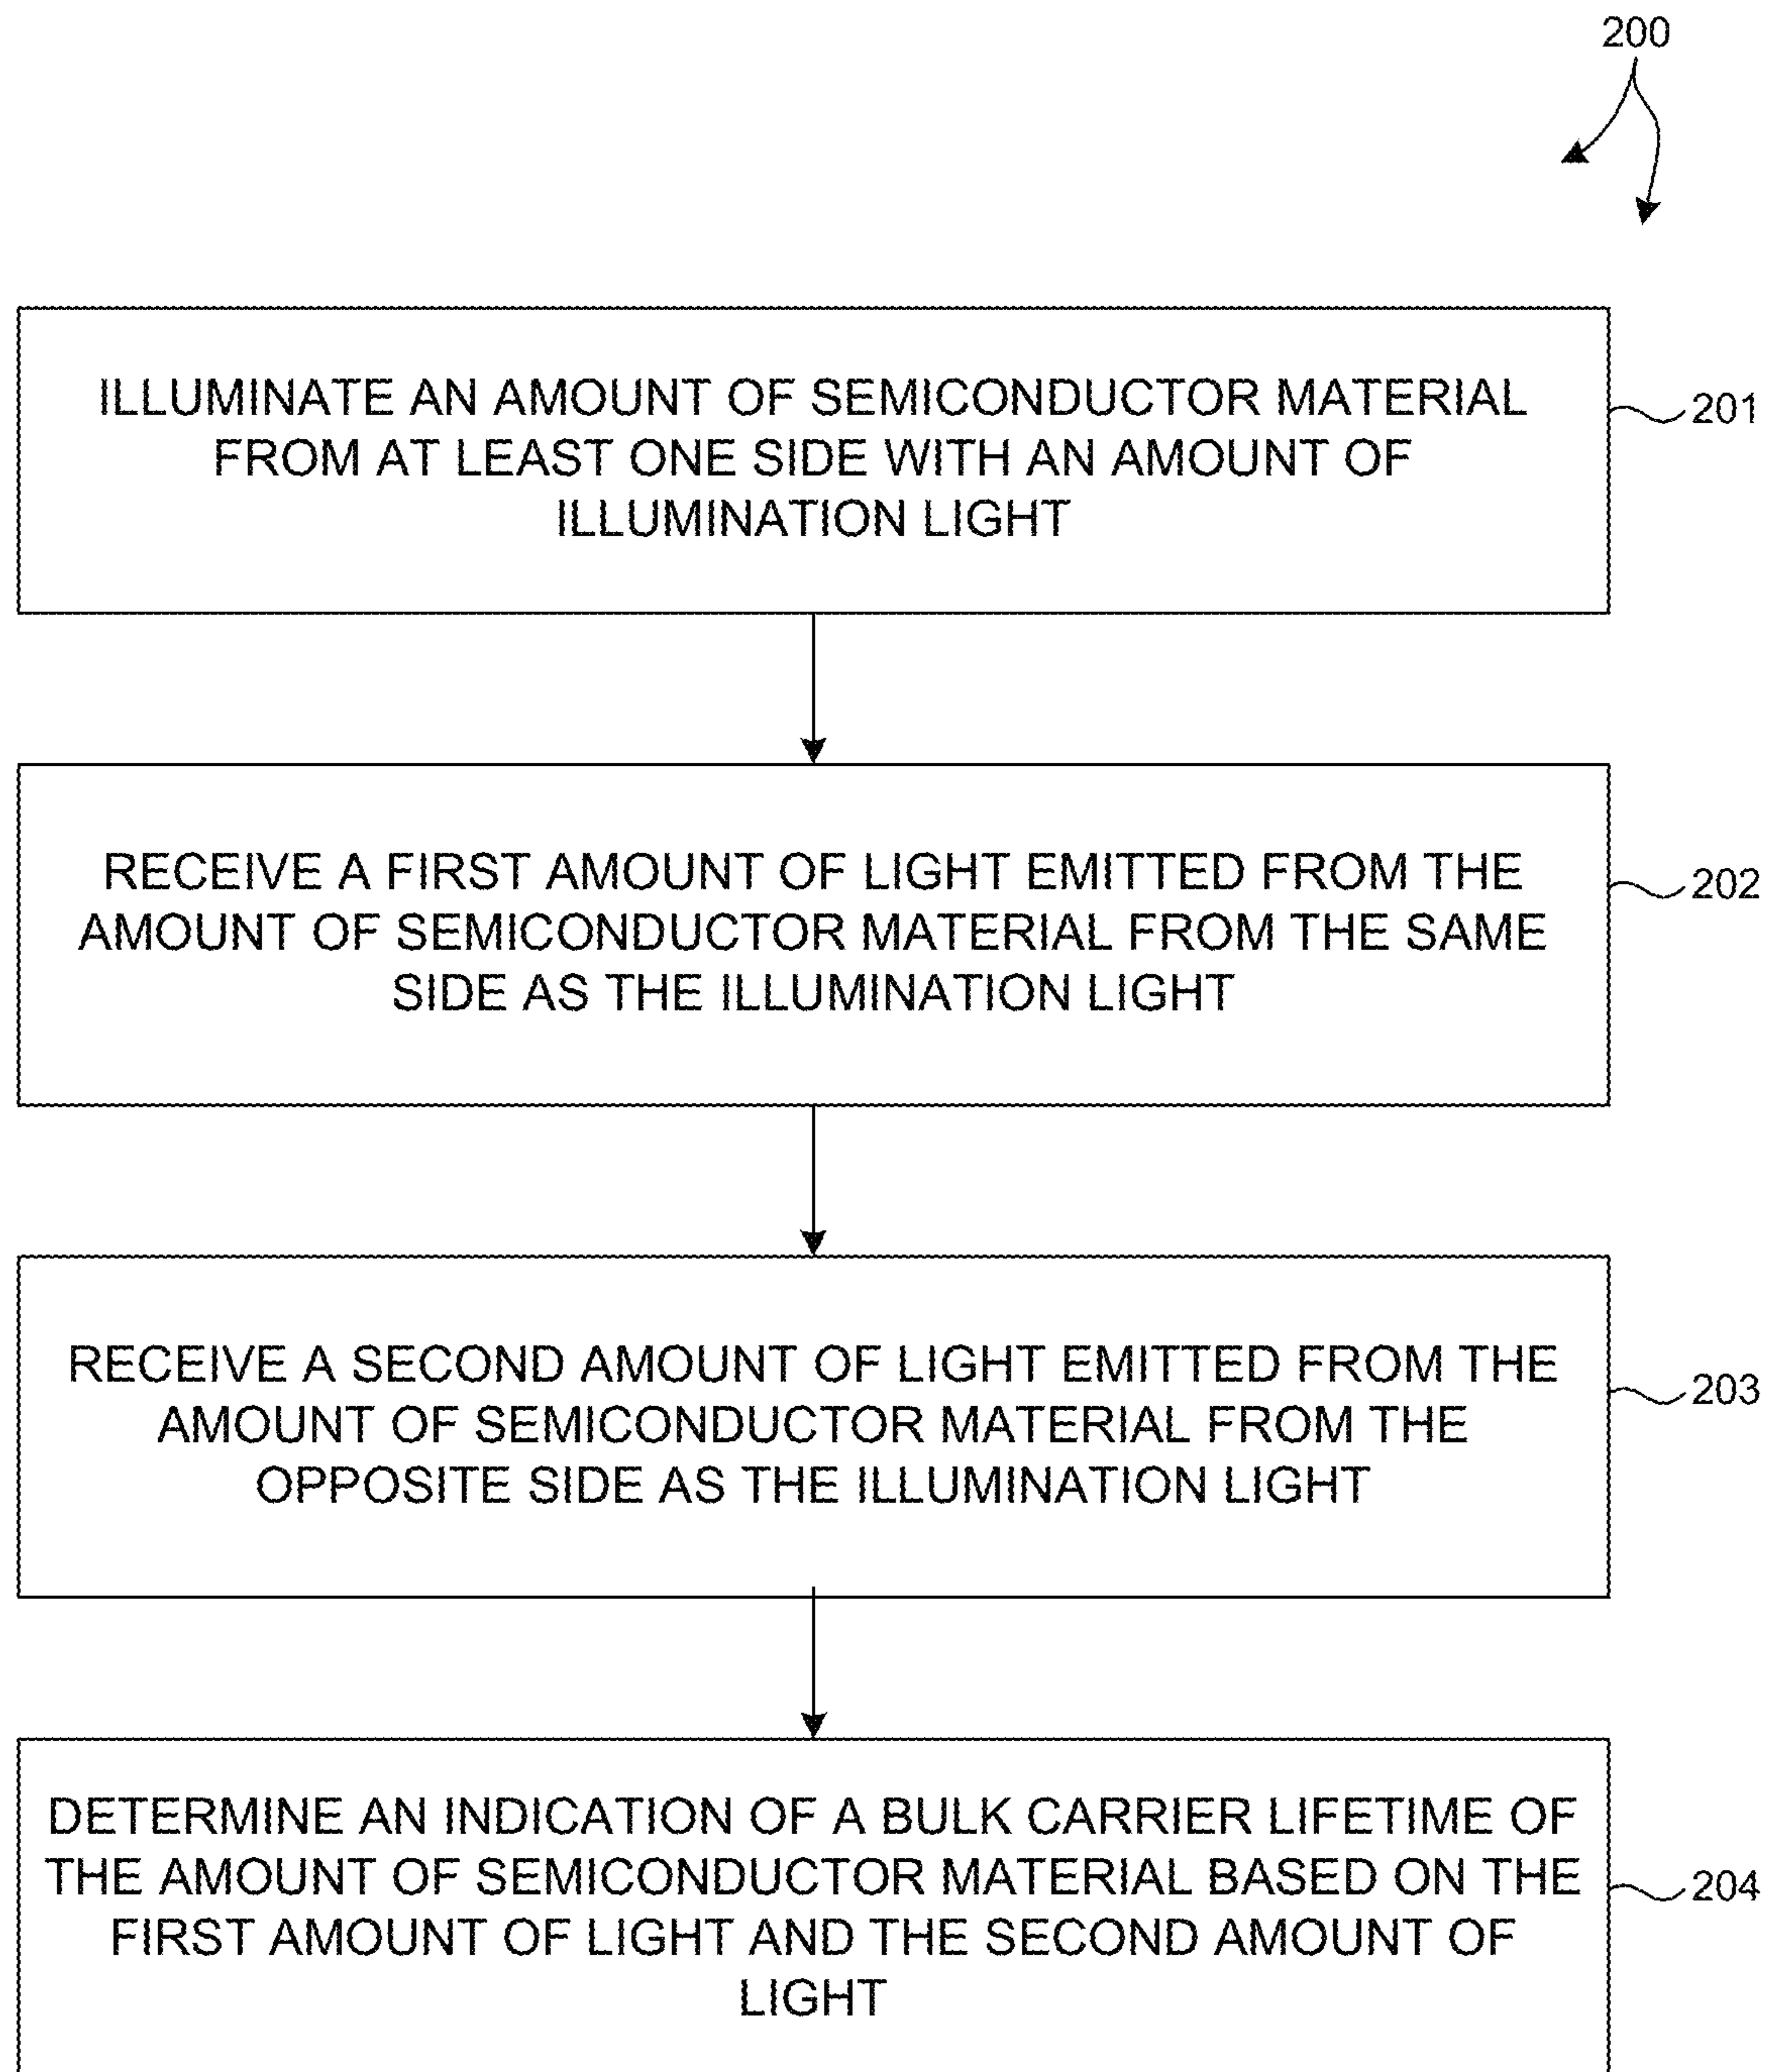 200
ILLUMINATE AN AMOUNT OF SEMICONDUCTOR MATERIAL
FROM AT LEAST ONE SIDE WITH AN AMOUNT OF
ILLUMINATION LIGHT
201
RECEIVE A FIRST AMOUNT OF LIGHT EMITTED FROM THE
AMOUNT OF SEMICONDUCTOR MATERIAL FROM THE SAME
SIDE AS THE ILLUMINATION LIGHT
202
RECEIVE A SECOND AMOUNT OF LIGHT EMITTED FROM THE
AMOUNT OF SEMICONDUCTOR MATERIAL FROM THE
OPPOSITE SIDE AS THE ILLUMINATION LIGHT
203
DETERMINE AN INDICATION OF A BULK CARRIER LIFETIME OF
THE AMOUNT OF SEMICONDUCTOR MATERIAL BASED ON THE
FIRST AMOUNT OF LIGHT AND THE SECOND AMOUNT OF
LIGHT
204